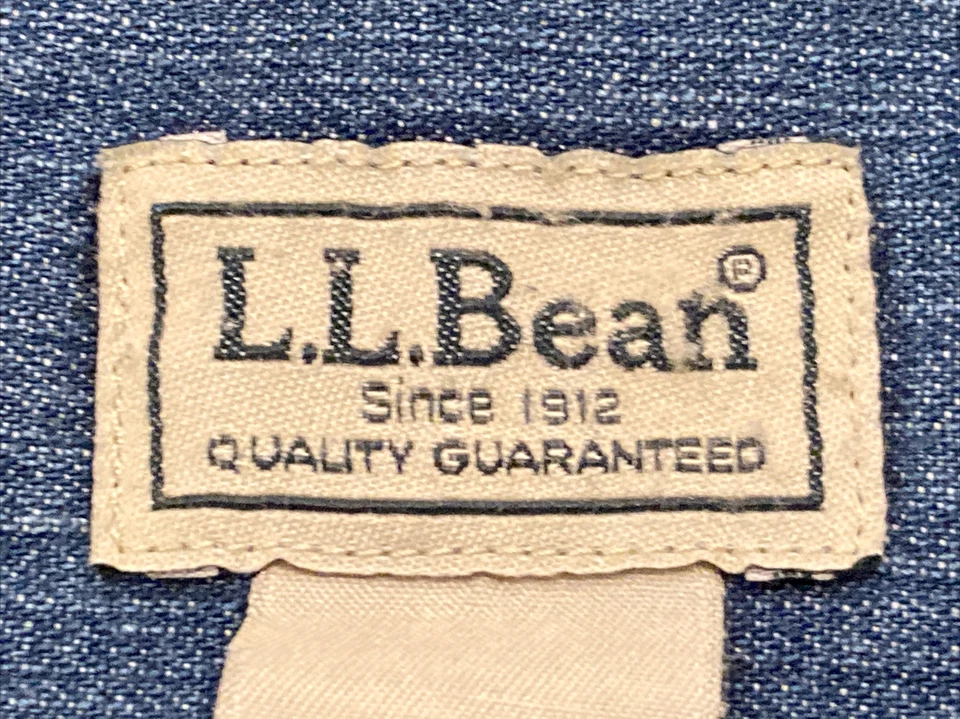 L.L.Bean®
Since 1912
QUALITY GUARANTEED